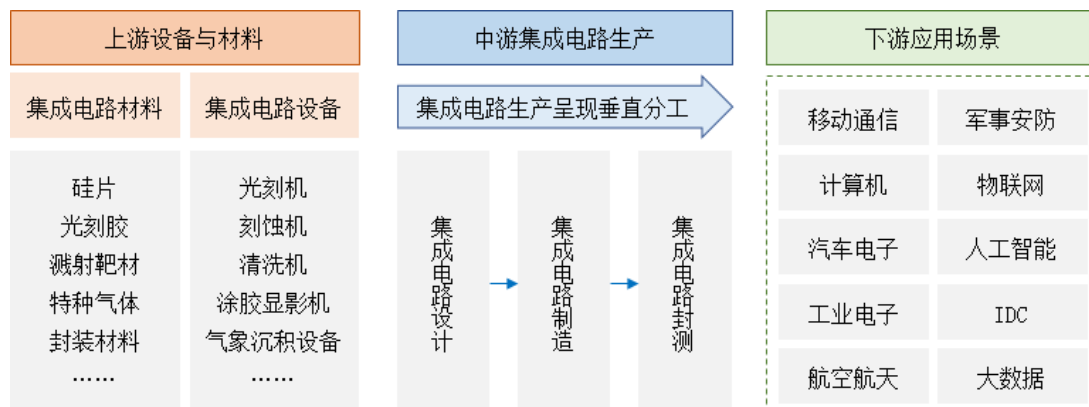 上游设备与材料
集成电路材料
集成电路设备
硅片
光刻胶
溅射靶材
特种气体
封装材料
……
光刻机
刻蚀机
清洗机
涂胶显影机
气象沉积设备
……
中游集成电路生产
集成电路生产呈现垂直分工
集成电路设计
集成电路制造
集成电路封测
下游应用场景
移动通信
军事安防
计算机
物联网
汽车电子
人工智能
工业电子
IDC
航空航天
大数据